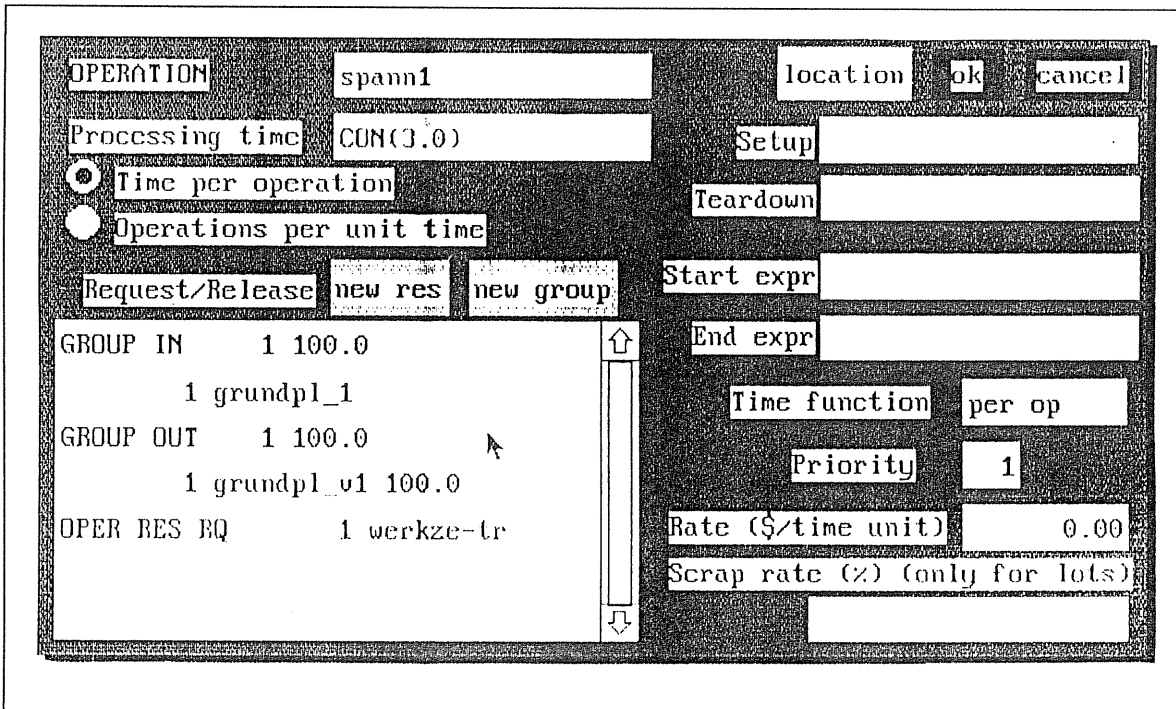 OPERATION spann1 location ok cancel
Processing time CON(3.0) Setup
Time per operation Teardown
Operations per unit time
Request/Release new res new group Start expr
GROUP IN 1 100.0 End expr
1 grundpl_1
GROUP OUT 1 100.0
1 grundpl_v1 100.0
OPER RES RQ 1 werkze-tr
Time function per op
Priority 1
Rate ($/time unit) 0.00
Scrap rate (%) (only for lots)